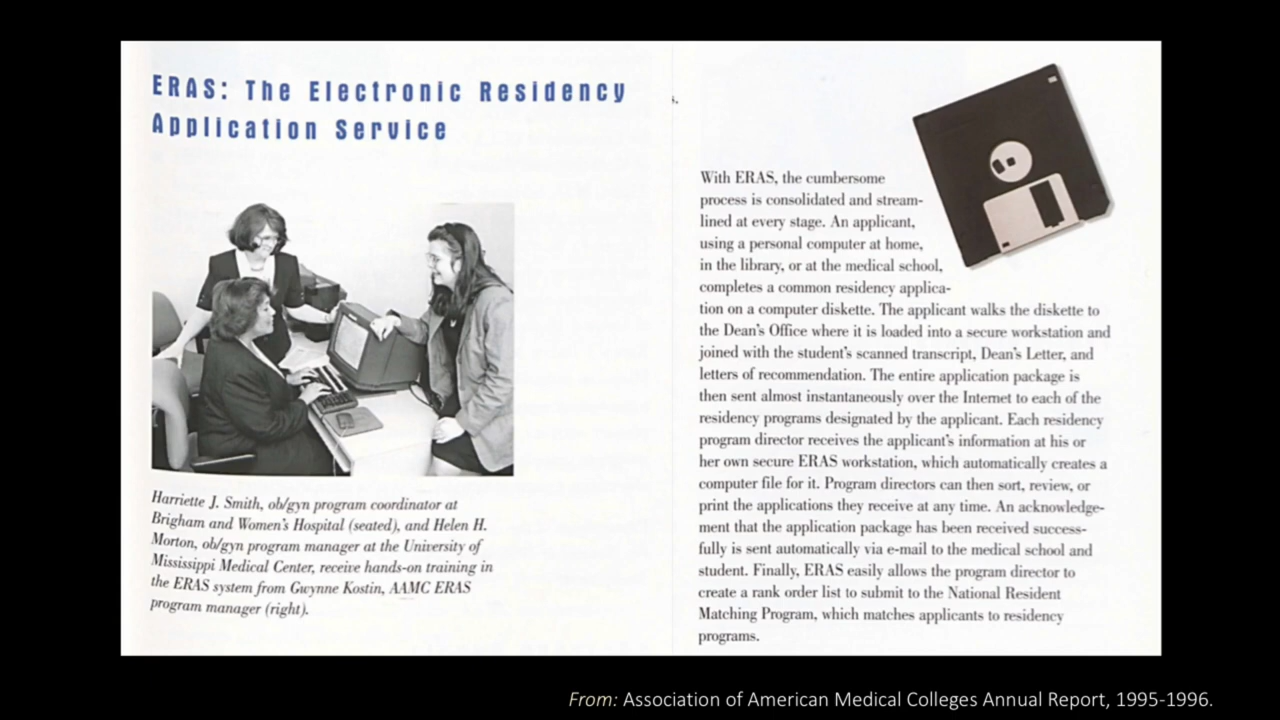 ERAS: The Electronic Residency
Application Service
Harriette J. Smith, ob/gyn program coordinator at
Brigham and Women's Hospital (seated), and Helen H.
Morton, ob/gyn program manager at the University of
Mississippi Medical Center, receive hands-on training in
the ERAS system from Gwynne Kostin, AAMC ERAS
program manager (right).
s.
With ERAS, the cumbersome
process is consolidated and stream-
lined at every stage. An applicant,
using a personal computer at home,
in the library, or at the medical school,
completes a common residency applica-
tion on a computer diskette. The applicant walks the diskette to
the Dean's Office where it is loaded into a secure workstation and
joined with the student's scanned transcript, Dean's Letter, and
letters of recommendation. The entire application package is
then sent almost instantaneously over the Internet to each of the
residency programs designated by the applicant. Each residency
program director receives the applicant's information at his or
her own secure ERAS workstation, which automatically creates a
computer file for it. Program directors can then sort, review, or
print the applications they receive at any time. An acknowledge-
ment that the application package has been received success-
fully is sent automatically via e-mail to the medical school and
student. Finally, ERAS easily allows the program director to
create a rank order list to submit to the National Resident
Matching Program, which matches applicants to residency
programs.
From: Association of American Medical Colleges Annual Report, 1995-1996.